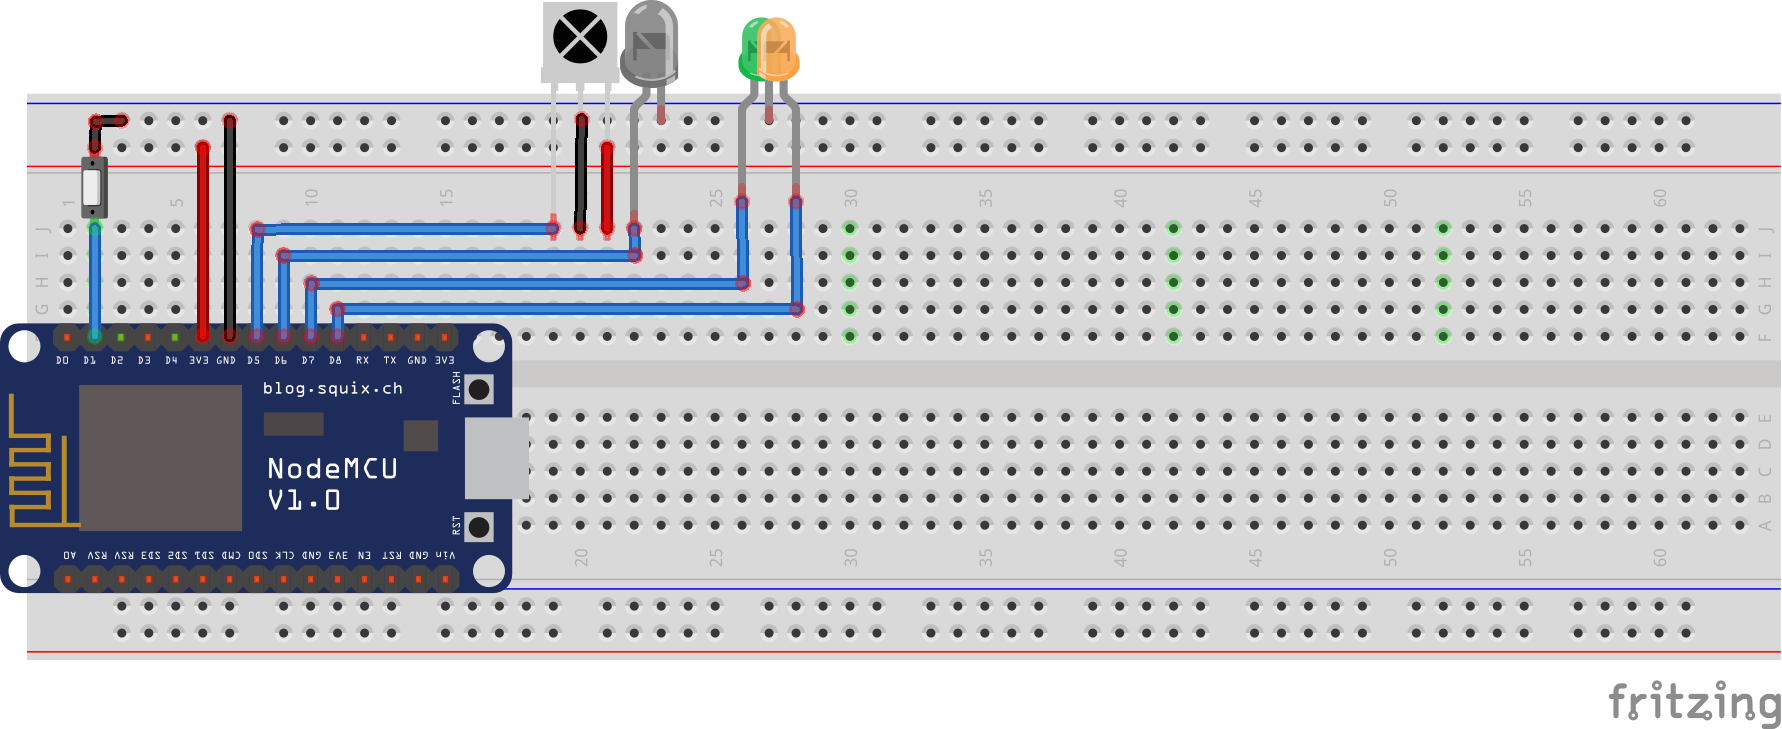 1 5 10 15 25 30 35 40 45 50 55 60
J J
I I
H H
G G
F
D0 D1 D2 D3 D4 3V3 GND D5 D6 D7 D8 RX TX GND 3V3
blog.squix.ch
FLASH
NodeMCU
V1.0
RST
E
D
C
B
A
A0 RSV RSV SD3 SD2 SD1 CMD SD0 CLK GND 3V3 EN RST GND Vin
20 25 30 35 40 45 50 55 60
fritzing